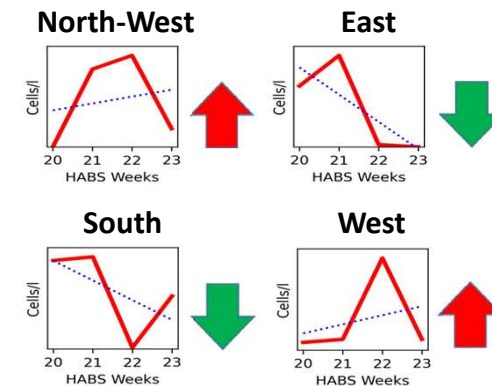 North-West
Cells/l
20 21 22 23
HABS Weeks
East
Cells/l
20 21 22 23
HABS Weeks
South
Cells/l
20 21 22 23
HABS Weeks
West
Cells/l
20 21 22 23
HABS Weeks